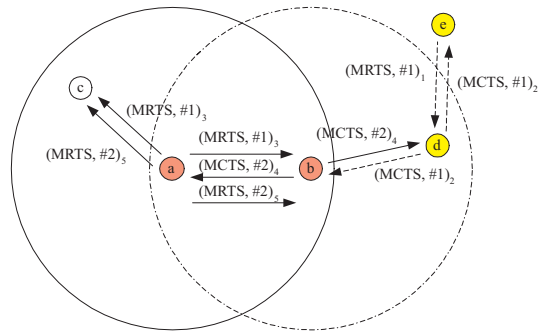 e
(MRTS, #1)1
(MCTS, #1)2
c
(MRTS, #1)3
(MRTS, #1)3
(MCTS, #2)4
(MRTS, #2)5
(MCTS, #2)4
d
a
b
(MCTS, #1)2
(MRTS, #2)5